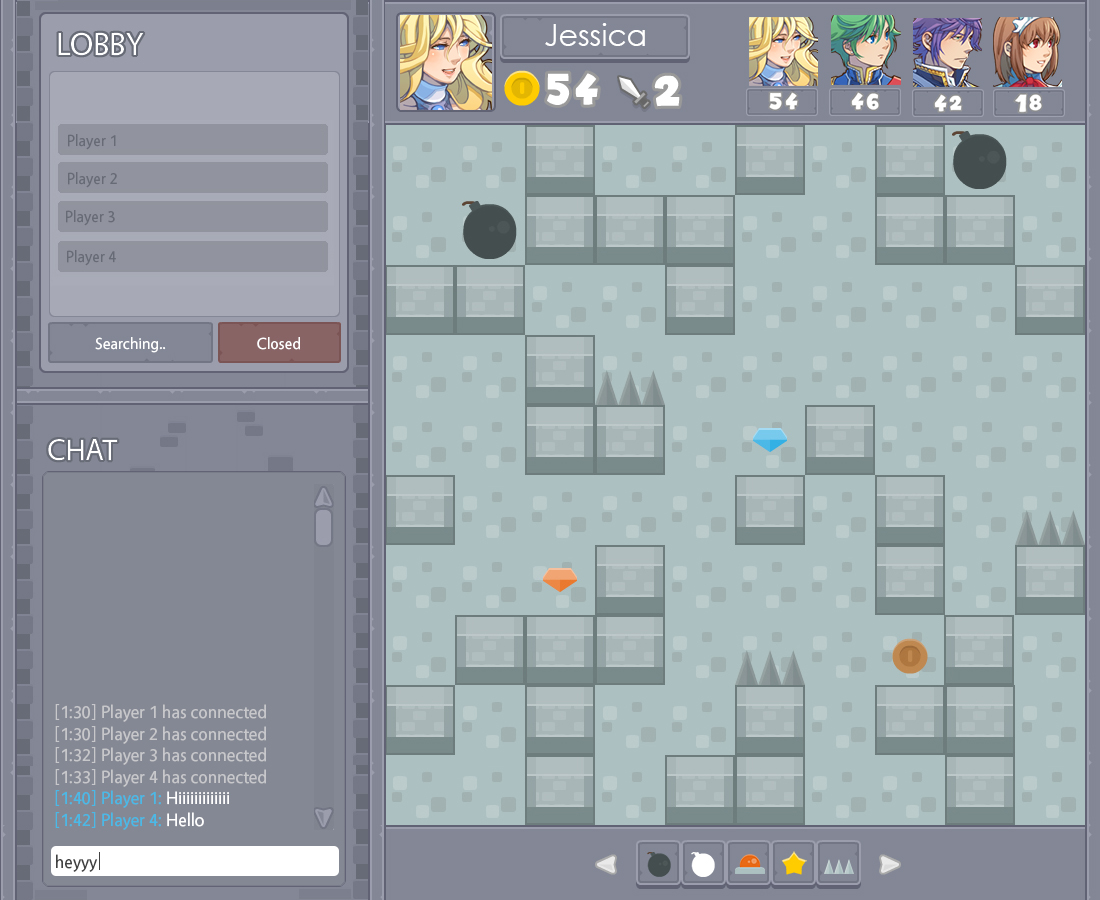 LOBBY
Player 1
Player 2
Player 3
Player 4
Searching..
Closed
CHAT
[1:30] Player 1 has connected
[1:30] Player 2 has connected
[1:32] Player 3 has connected
[1:33] Player 4 has connected
[1:40] Player 1: Hiiiiiiiiiiiii
[1:42] Player 4: Hello
heyyy
Jessica
54
2
54
46
42
18